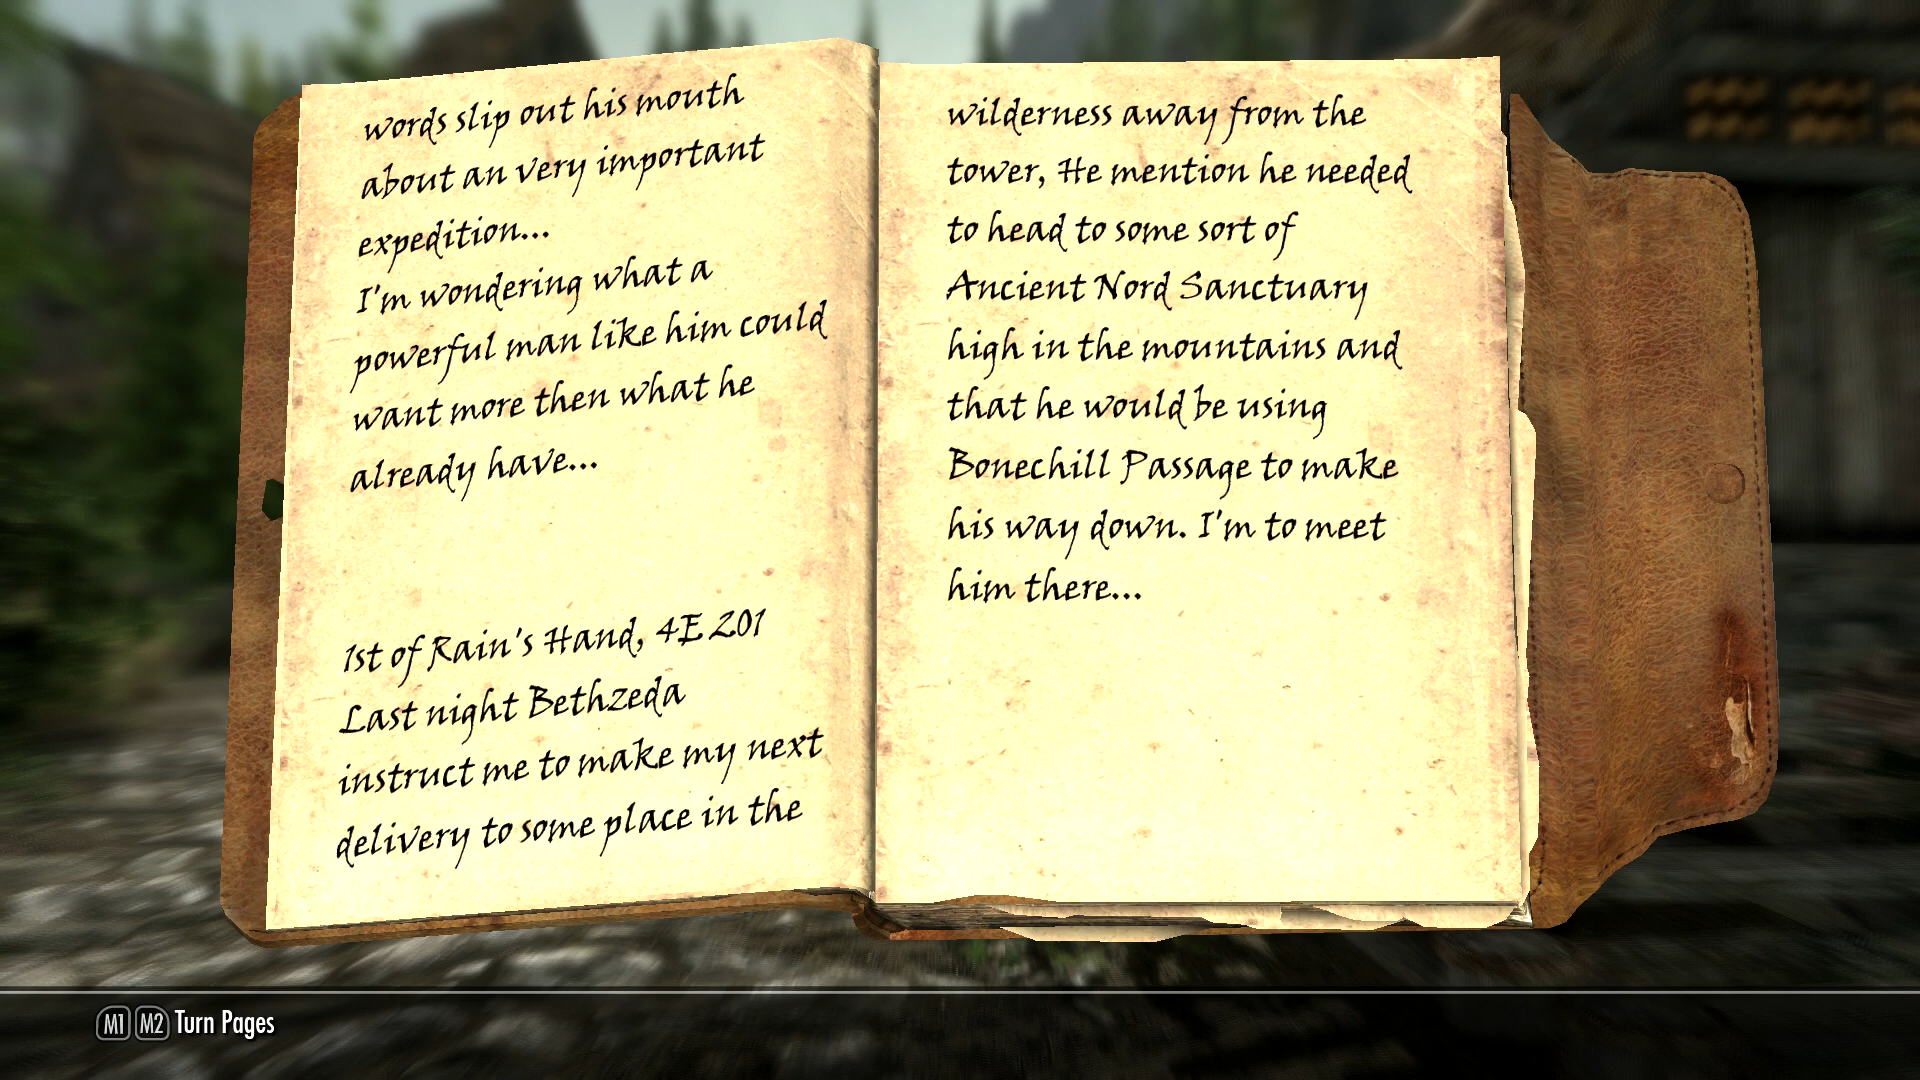 words slip out his mouth
about an very important
expedition...
I'm wondering what a
powerful man like him could
want more then what he
already have...
1st of Rain's Hand, 4E 201
Last night Bethzeda
instruct me to make my next
delivery to some place in the
wilderness away from the
tower, He mention he needed
to head to some sort of
Ancient Nord Sanctuary
high in the mountains and
that he would be using
Bonechill Passage to make
his way down. I'm to meet
him there...
M1 M2 Turn Pages